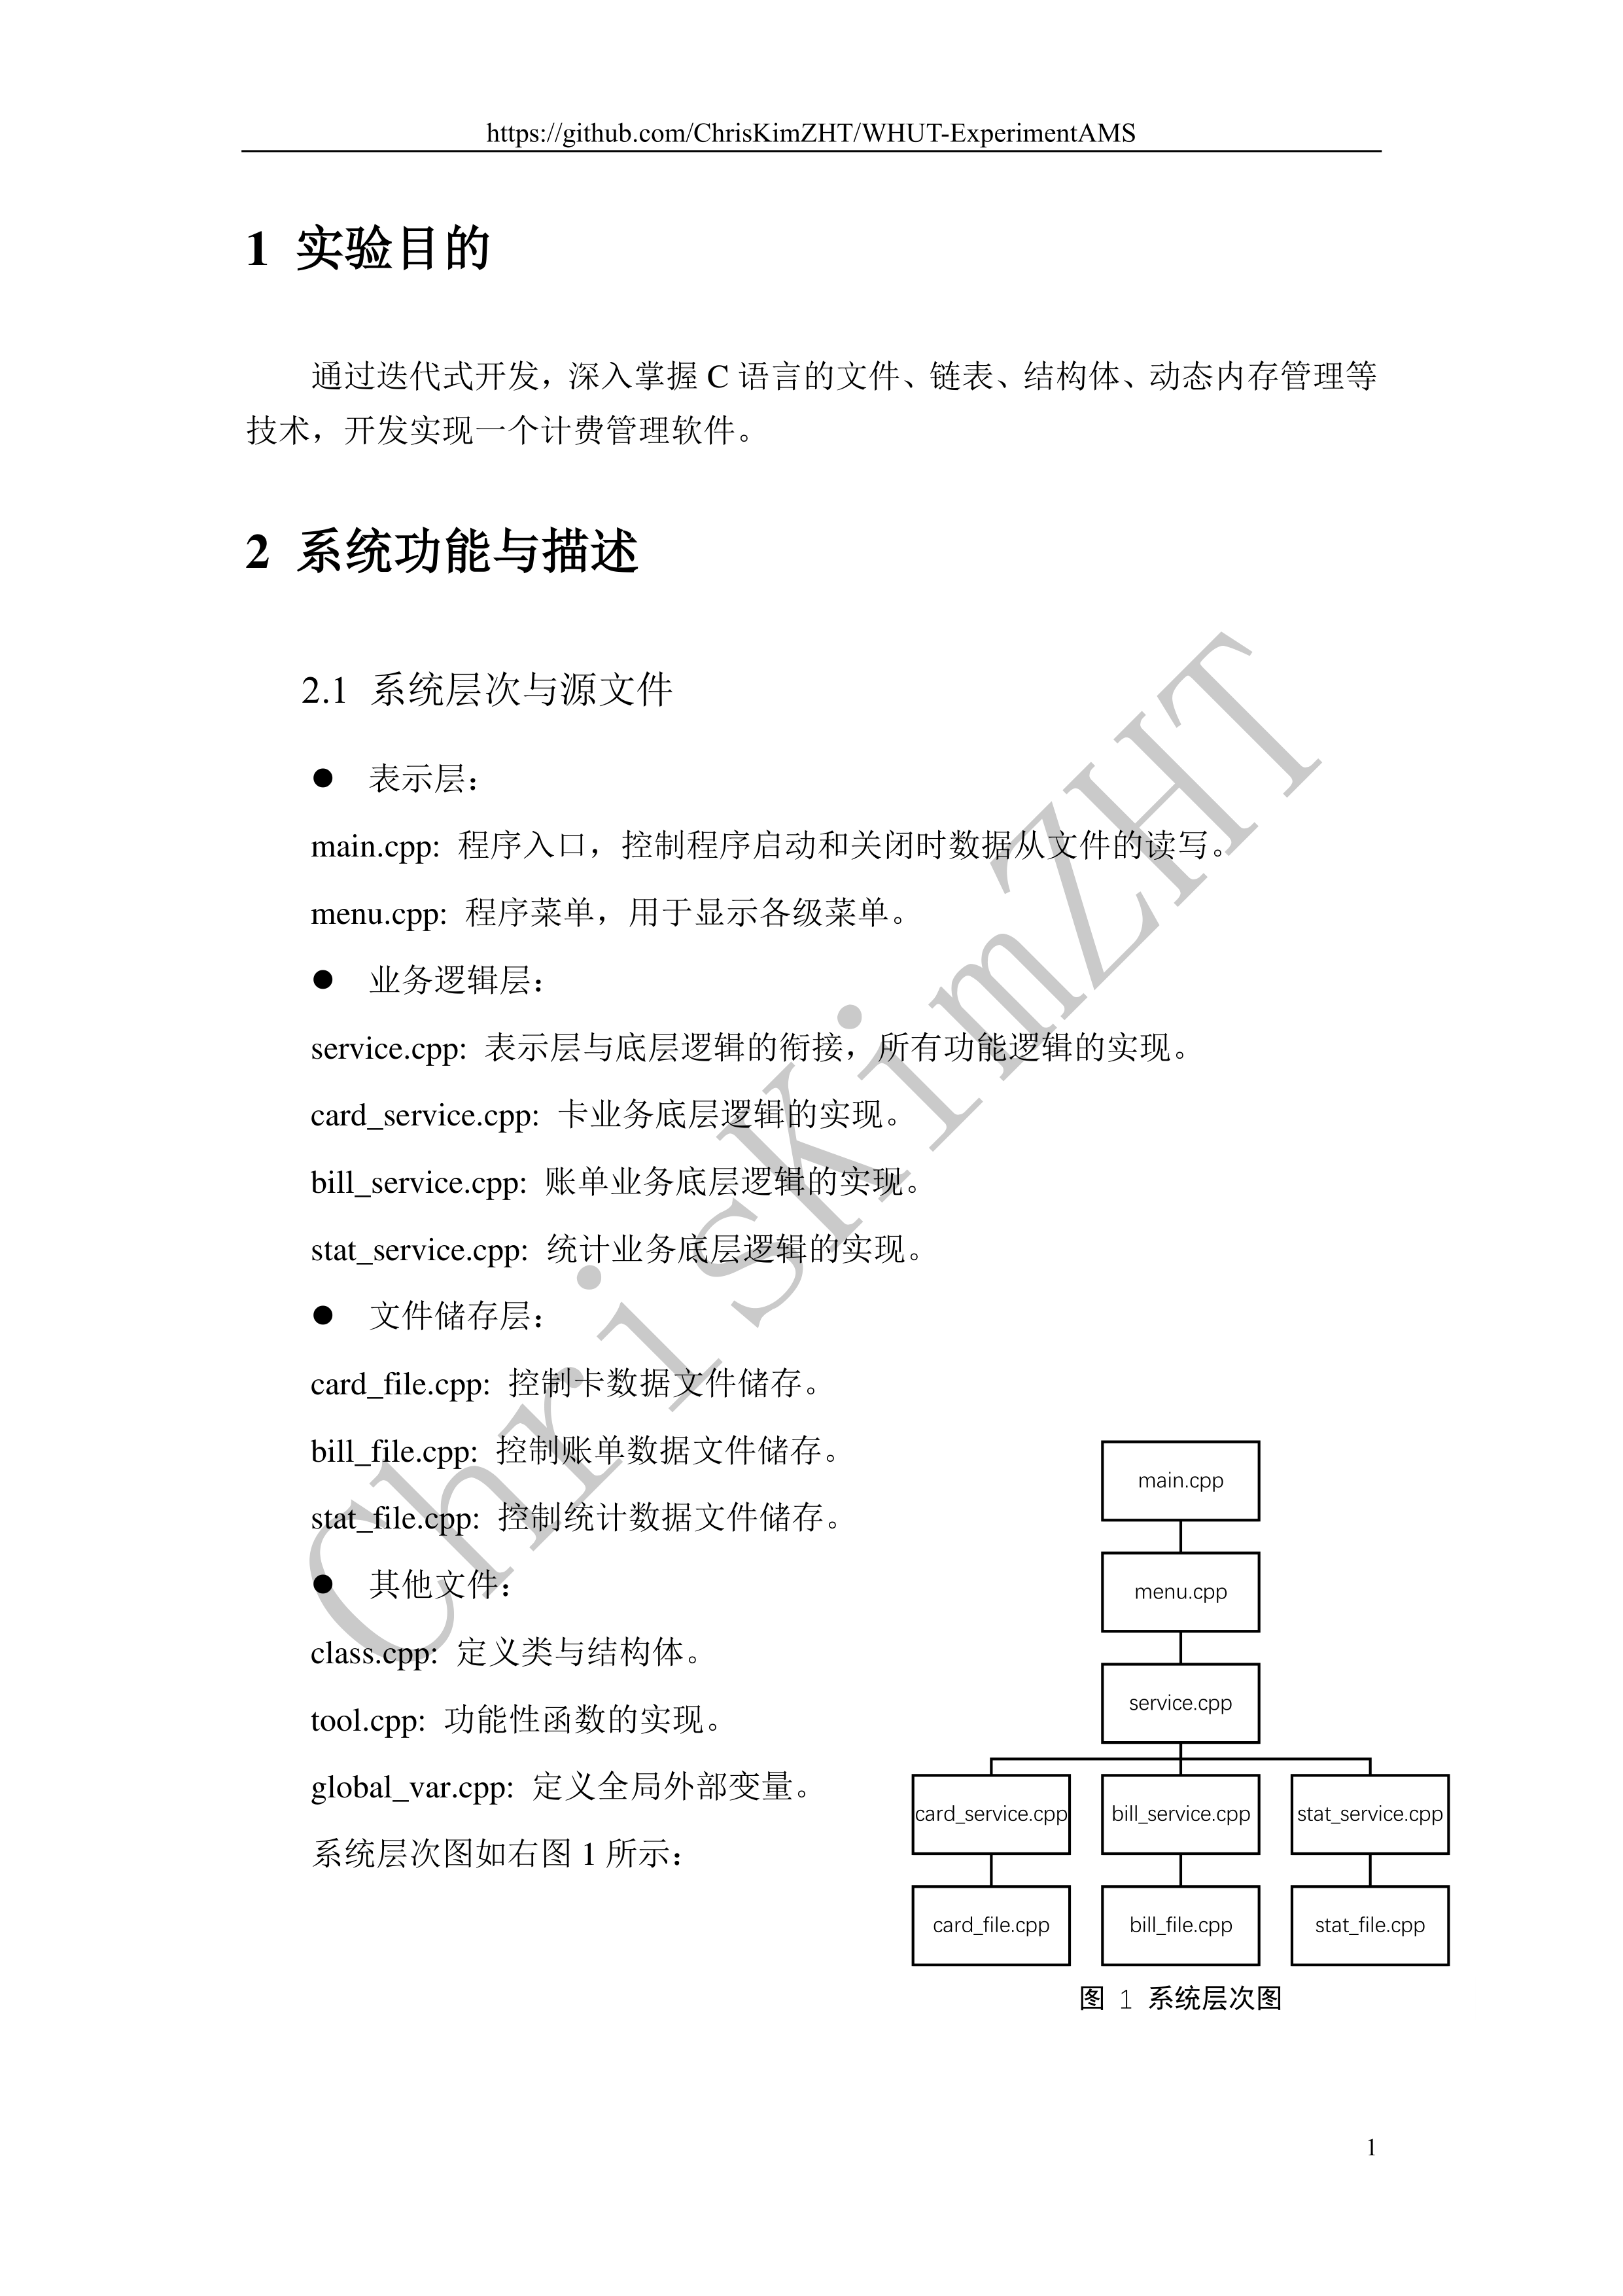 https://github.com/ChrisKimZHT/WHUT-ExperimentAMS
1 实验目的
通过迭代式开发，深入掌握 C 语言的文件、链表、结构体、动态内存管理等
技术，开发实现一个计费管理软件。
2 系统功能与描述
2.1 系统层次与源文件
● 表示层：
main.cpp: 程序入口，控制程序启动和关闭时数据从文件的读写。
menu.cpp: 程序菜单，用于显示各级菜单。
● 业务逻辑层：
service.cpp: 表示层与底层逻辑的衔接，所有功能逻辑的实现。
card_service.cpp: 卡业务底层逻辑的实现。
bill_service.cpp: 账单业务底层逻辑的实现。
stat_service.cpp: 统计业务底层逻辑的实现。
● 文件储存层：
card_file.cpp: 控制卡数据文件储存。
bill_file.cpp: 控制账单数据文件储存。
stat_file.cpp: 控制统计数据文件储存。
● 其他文件：
class.cpp: 定义类与结构体。
tool.cpp: 功能性函数的实现。
global_var.cpp: 定义全局外部变量。
系统层次图如右图 1 所示：
main.cpp
menu.cpp
service.cpp
card_service.cpp bill_service.cpp stat_service.cpp
card_file.cpp bill_file.cpp stat_file.cpp
图 1 系统层次图
ChrisKimZHT
1